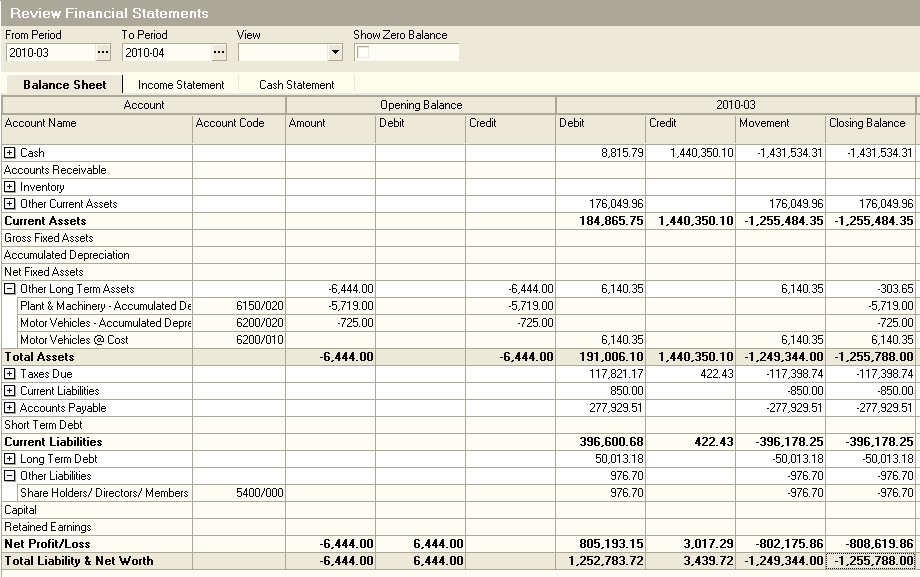 Review Financial Statements
From Period To Period View Show Zero Balance
2010-03 ... 2010-04 ...
Balance Sheet Income Statement Cash Statement
Account Opening Balance 2010-03
Account Name Account Code Amount Debit Credit Debit Credit Movement Closing Balance
Cash 8,815.79 1,440,350.10 -1,431,534.31 -1,431,534.31
Accounts Receivable
Inventory
Other Current Assets 176,049.96 176,049.96 176,049.96
Current Assets 184,865.75 1,440,350.10 -1,255,484.35 -1,255,484.35
Gross Fixed Assets
Accumulated Depreciation
Net Fixed Assets
Other Long Term Assets -6,444.00 -6,444.00 6,140.35 6,140.35 -303.65
Plant & Machinery - Accumulated De 6150/020 -5,719.00 -5,719.00 -5,719.00
Motor Vehicles - Accumulated Depre 6200/020 -725.00 -725.00 -725.00
Motor Vehicles @ Cost 6200/010 6,140.35 6,140.35 6,140.35
Total Assets -6,444.00 -6,444.00 191,006.10 1,440,350.10 -1,249,344.00 -1,255,788.00
Taxes Due 117,821.17 422.43 -117,398.74 -117,398.74
Current Liabilities 850.00 -850.00 -850.00
Accounts Payable 277,929.51 -277,929.51 -277,929.51
Short Term Debt
Current Liabilities 396,600.68 422.43 -396,178.25 -396,178.25
Long Term Debt 50,013.18 -50,013.18 -50,013.18
Other Liabilities 976.70 -976.70 -976.70
Share Holders/ Directors/ Members 5400/000 976.70 -976.70 -976.70
Capital
Retained Earnings
Net Profit/Loss -6,444.00 6,444.00 805,193.15 3,017.29 -802,175.86 -808,619.86
Total Liability & Net Worth -6,444.00 6,444.00 1,252,783.72 3,439.72 -1,249,344.00 -1,255,788.00